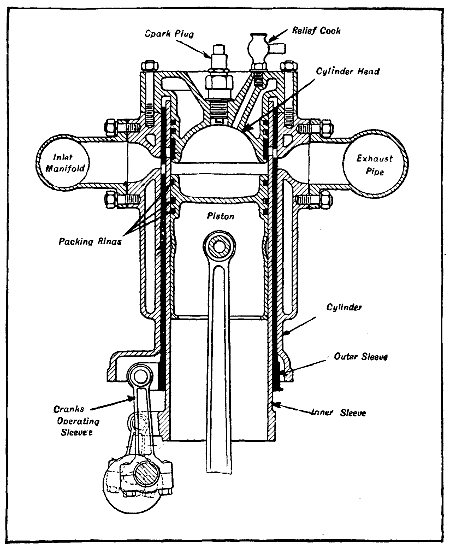 Spark Plug
Relief Cock
Cylinder Head
Inlet
Manifold
Exhaust
Pipe
Packing Rings
Piston
Cylinder
Outer Sleeve
Cranks
Operating
Sleeves
Inner Sleeve